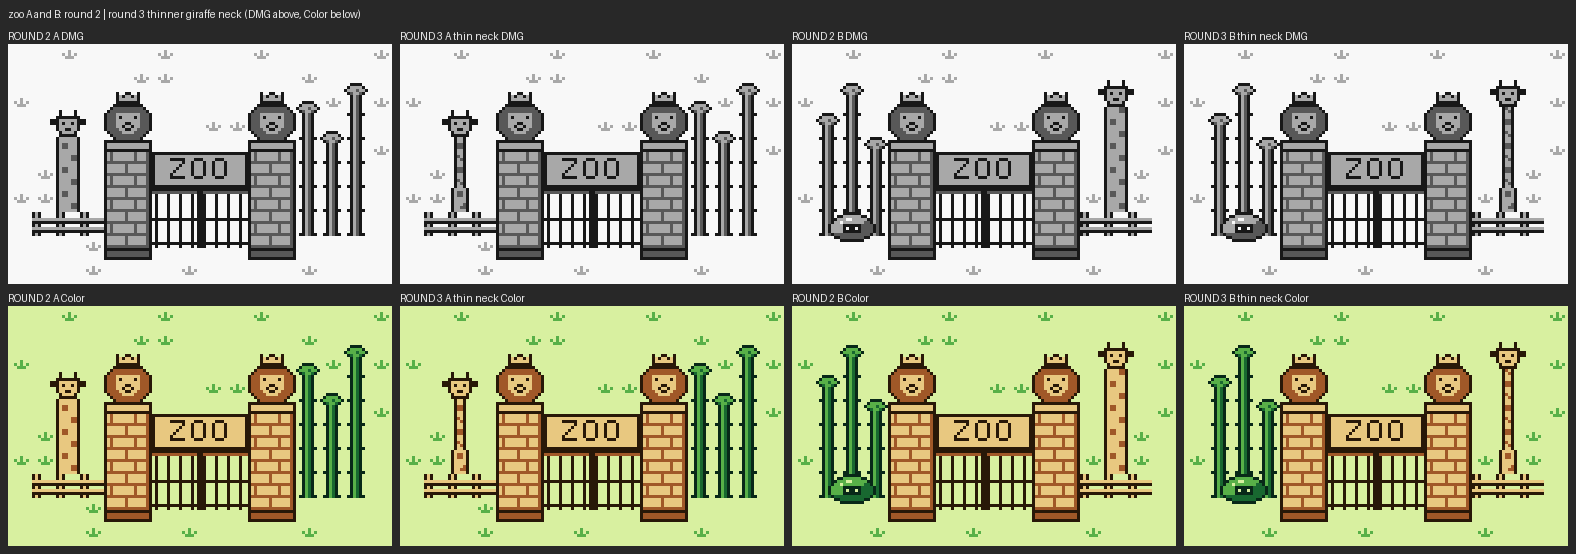 zoo A and B: round 2 | round 3 thinner giraffe neck (DMG above, Color below)
ROUND 2 A DMG
ROUND 3 A thin neck DMG
ROUND 2 B DMG
ROUND 3 B thin neck DMG
ZOO
ZOO
ZOO
ZOO
ROUND 2 A Color
ROUND 3 A thin neck Color
ROUND 2 B Color
ROUND 3 B thin neck Color
ZOO
ZOO
ZOO
ZOO